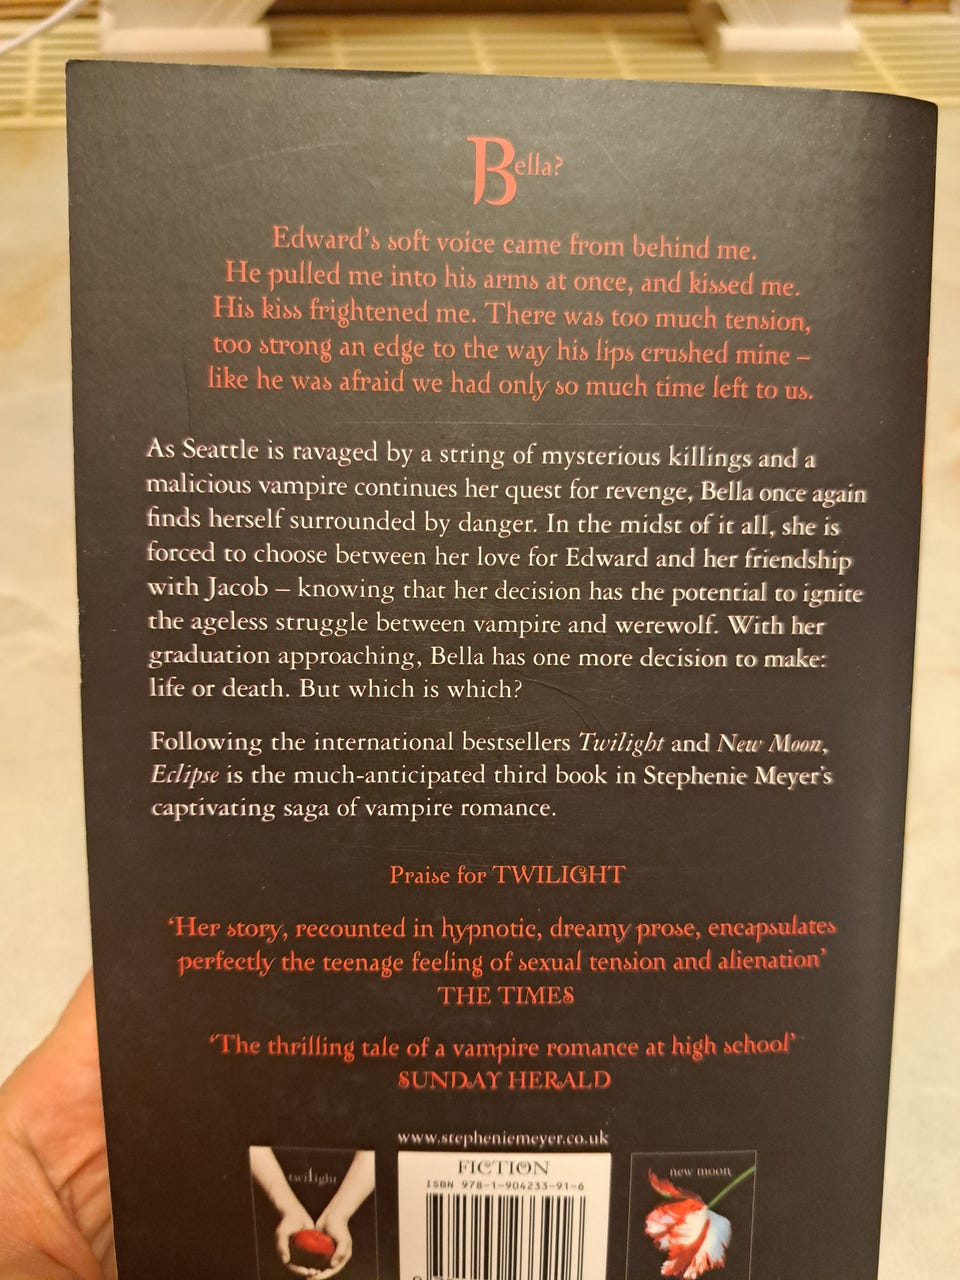 Bella?
Edward's soft voice came from behind me.
He pulled me into his arms at once, and kissed me.
His kiss frightened me. There was too much tension,
too strong an edge to the way his lips crushed mine –
like he was afraid we had only so much time left to us.
As Seattle is ravaged by a string of mysterious killings and a
malicious vampire continues her quest for revenge, Bella once again
finds herself surrounded by danger. In the midst of it all, she is
forced to choose between her love for Edward and her friendship
with Jacob – knowing that her decision has the potential to ignite
the ageless struggle between vampire and werewolf. With her
graduation approaching, Bella has one more decision to make:
life or death. But which is which?
Following the international bestsellers Twilight and New Moon,
Eclipse is the much-anticipated third book in Stephenie Meyer's
captivating saga of vampire romance.
Praise for TWILIGHT
‘Her story, recounted in hypnotic, dreamy prose, encapsulates
perfectly the teenage feeling of sexual tension and alienation’
THE TIMES
‘The thrilling tale of a vampire romance at high school’
SUNDAY HERALD
www.stepheniemeyer.co.uk
twilight
FICTION
ISBN 978-1-904233-91-6
new moon